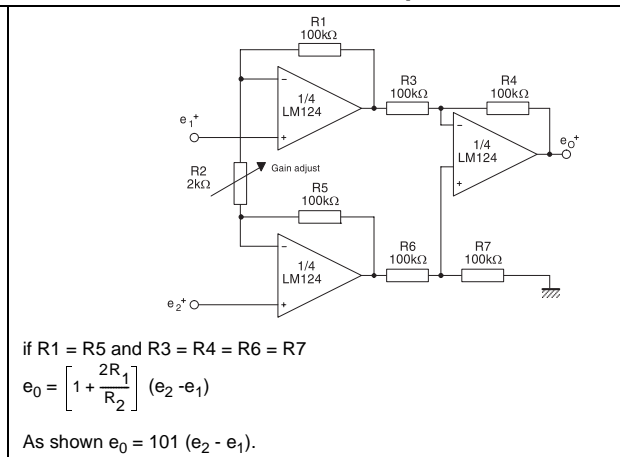 R1
100kΩ
R3
100kΩ
R4
100kΩ
1/4
LM124
e1+
eO+
1/4
LM124
R2
2kΩ
Gain adjust
R5
100kΩ
1/4
LM124
R6
100kΩ
R7
100kΩ
e2+
if R1 = R5 and R3 = R4 = R6 = R7
e0 = [1 + 2R1/R2] (e2 -e1)
As shown e0 = 101 (e2 - e1).